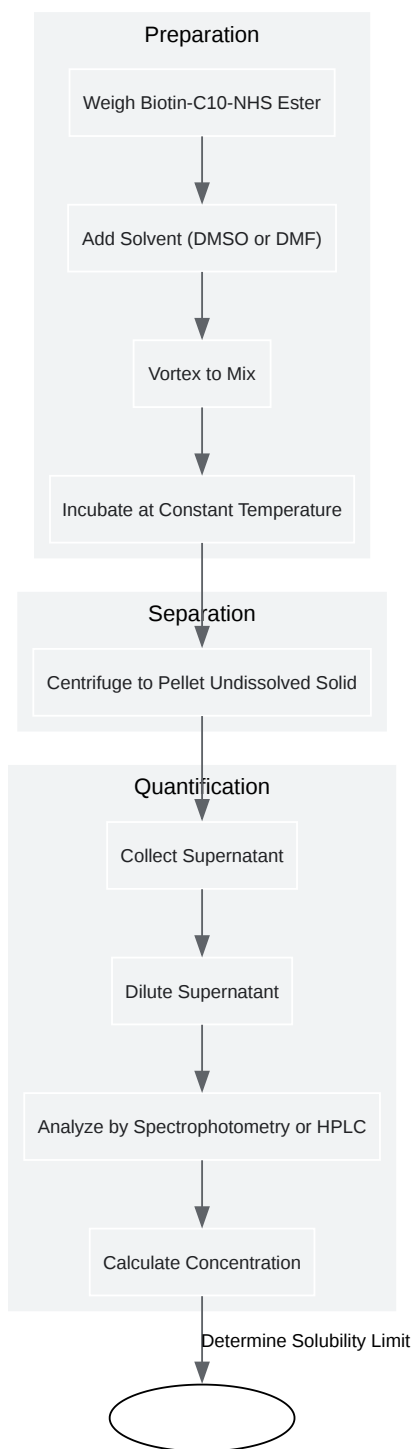 Preparation
Weigh Biotin-C10-NHS Ester
Add Solvent (DMSO or DMF)
Vortex to Mix
Incubate at Constant Temperature
Separation
Centrifuge to Pellet Undissolved Solid
Quantification
Collect Supernatant
Dilute Supernatant
Analyze by Spectrophotometry or HPLC
Calculate Concentration
Determine Solubility Limit